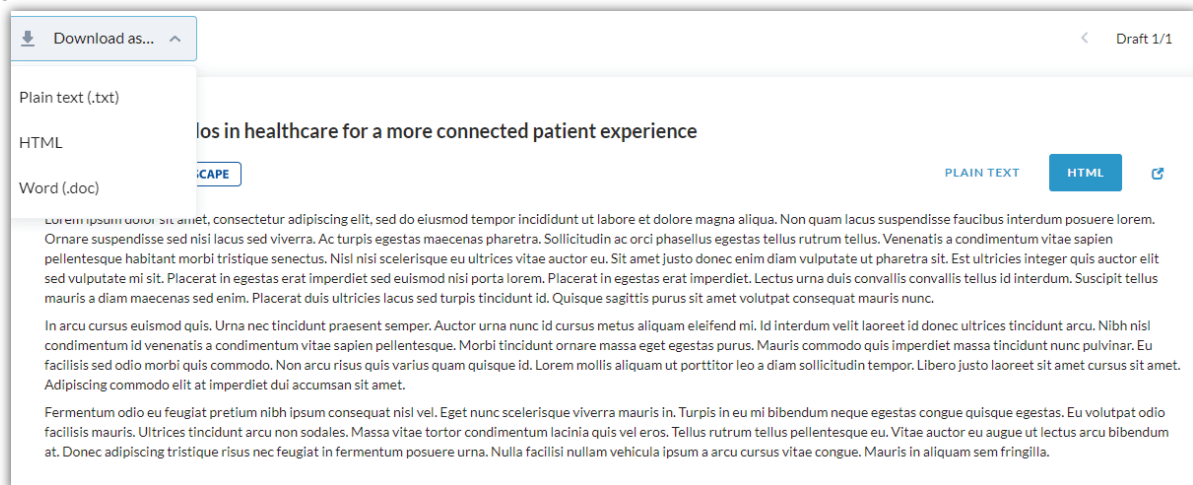 Download as...
Draft 1/1
Plain text (.txt)
HTML
Word (.doc)
los in healthcare for a more connected patient experience
SCAPE
PLAIN TEXT
HTML
Lorem ipsum dolor sit amet, consectetur adipiscing elit, sed do eiusmod tempor incididunt ut labore et dolore magna aliqua. Non quam lacus suspendisse faucibus interdum posuere lorem.
Ornare suspendisse sed nisi lacus sed viverra. Ac turpis egestas maecenas pharetra. Sollicitudin ac orci phasellus egestas tellus rutrum tellus. Venenatis a condimentum vitae sapien
pellentesque habitant morbi tristique senectus. Nisl nisi scelerisque eu ultrices vitae auctor eu. Sit amet justo donec enim diam vulputate ut pharetra sit. Est ultricies integer quis auctor elit
sed vulputate mi sit. Placerat in egestas erat imperdiet sed euismod nisi porta lorem. Placerat in egestas erat imperdiet. Lectus urna duis convallis convallis tellus id interdum. Suscipit tellus
mauris a diam maecenas sed enim. Placerat duis ultricies lacus sed turpis tincidunt id. Quisque sagittis purus sit amet volutpat consequat mauris nunc.
In arcu cursus euismod quis. Urna nec tincidunt praesent semper. Auctor urna nunc id cursus metus aliquam eleifend mi. Id interdum velit laoreet id donec ultrices tincidunt arcu. Nibh nisl
condimentum id venenatis a condimentum vitae sapien pellentesque. Morbi tincidunt ornare massa eget egestas purus. Mauris commodo quis imperdiet massa tincidunt nunc pulvinar. Eu
facilisis sed odio morbi quis commodo. Non arcu risus quis varius quam quisque id. Lorem mollis aliquam ut porttitor leo a diam sollicitudin tempor. Libero justo laoreet sit amet cursus sit amet.
Adipiscing commodo elit at imperdiet dui accumsan sit amet.
Fermentum odio eu feugiat pretium nibh ipsum consequat nisl vel. Eget nunc scelerisque viverra mauris in. Turpis in eu mi bibendum neque egestas congue quisque egestas. Eu volutpat odio
facilisis mauris. Ultrices tincidunt arcu non sodales. Massa vitae tortor condimentum lacinia quis vel eros. Tellus rutrum tellus pellentesque eu. Vitae auctor eu augue ut lectus arcu bibendum
at. Donec adipiscing tristique risus nec feugiat in fermentum posuere urna. Nulla facilisi nullam vehicula ipsum a arcu cursus vitae congue. Mauris in aliquam sem fringilla.